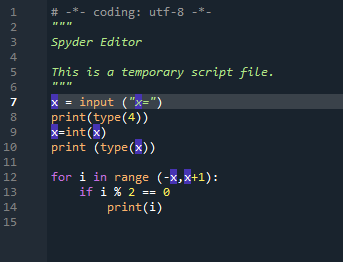 1 # -*- coding: utf-8 -*-
2 """
3 Spyder Editor
4
5 This is a temporary script file.
6 """
7 x = input ("x=")
8 print(type(4))
9 x=int(x)
10 print (type(x))
11
12 for i in range (-x,x+1):
13     if i % 2 == 0
14         print(i)
15